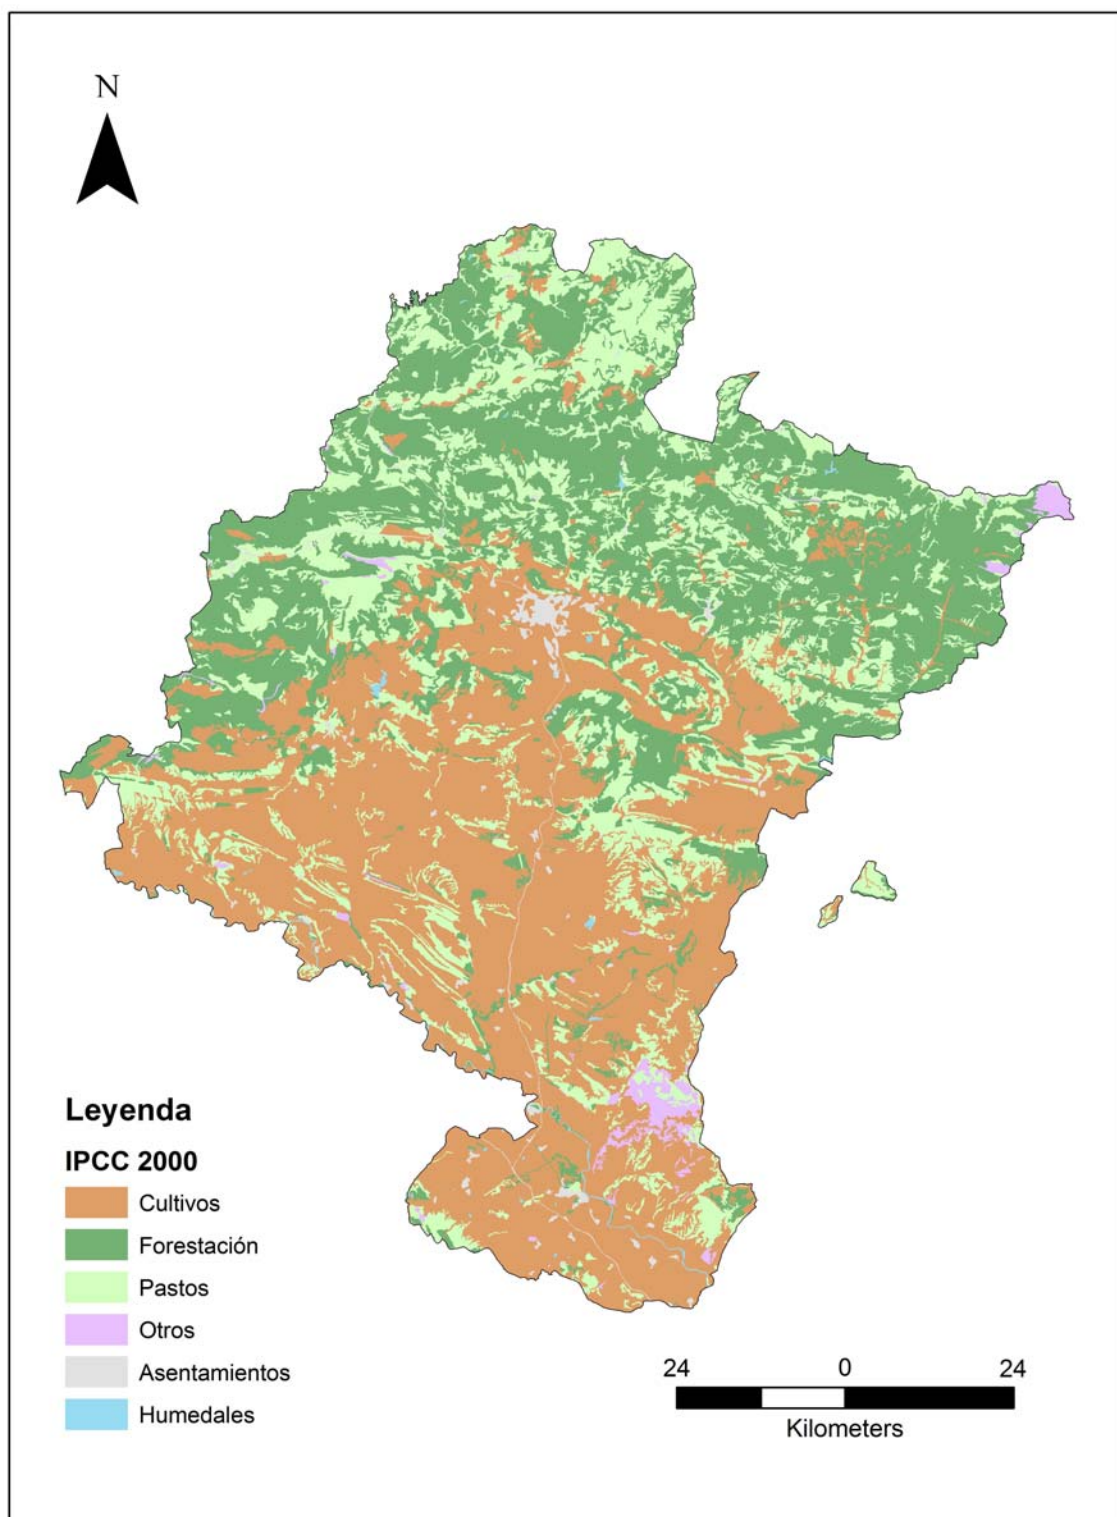 N
Leyenda
IPCC 2000
Cultivos
Forestación
Pastos
Otros
Asentamientos
Humedales
24 0 24
Kilometers